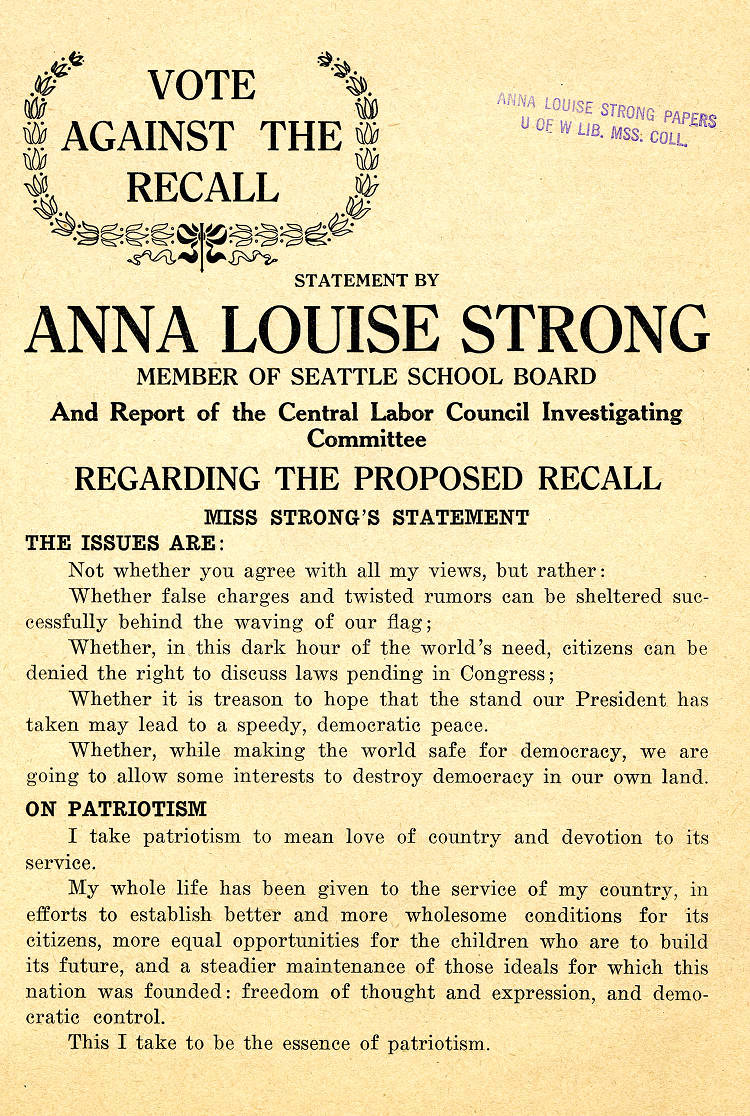 VOTE
AGAINST THE
RECALL
ANNA LOUISE STRONG PAPERS
U OF W LIB. MSS. COLL.
STATEMENT BY
ANNA LOUISE STRONG
MEMBER OF SEATTLE SCHOOL BOARD
And Report of the Central Labor Council Investigating
Committee
REGARDING THE PROPOSED RECALL
MISS STRONG'S STATEMENT
THE ISSUES ARE:
Not whether you agree with all my views, but rather:
Whether false charges and twisted rumors can be sheltered suc-
cessfully behind the waving of our flag;
Whether, in this dark hour of the world's need, citizens can be
denied the right to discuss laws pending in Congress;
Whether it is treason to hope that the stand our President has
taken may lead to a speedy, democratic peace.
Whether, while making the world safe for democracy, we are
going to allow some interests to destroy democracy in our own land.
ON PATRIOTISM
I take patriotism to mean love of country and devotion to its
service.
My whole life has been given to the service of my country, in
efforts to establish better and more wholesome conditions for its
citizens, more equal opportunities for the children who are to build
its future, and a steadier maintenance of those ideals for which this
nation was founded: freedom of thought and expression, and demo-
cratic control.
This I take to be the essence of patriotism.